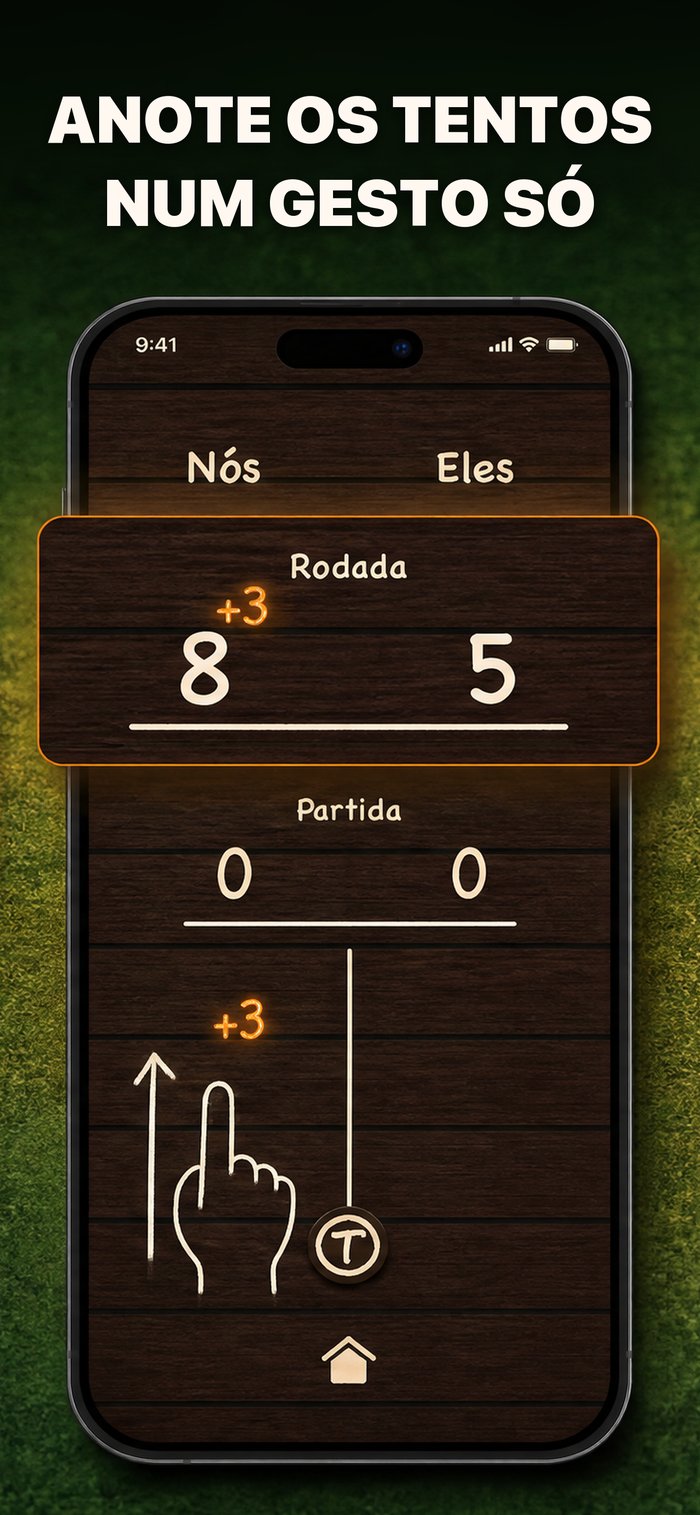 ANOTE OS TENTOS
NUM GESTO SÓ
9:41
Nós Eles
Rodada
+3
8 5
Partida
0 0
+3
T